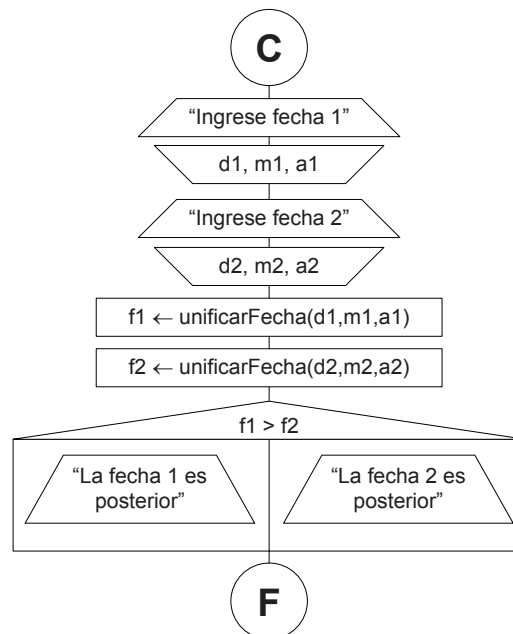 C
“Ingrese fecha 1”
d1, m1, a1
“Ingrese fecha 2”
d2, m2, a2
f1 ← unificarFecha(d1,m1,a1)
f2 ← unificarFecha(d2,m2,a2)
f1 > f2
“La fecha 1 es
posterior”
“La fecha 2 es
posterior”
F